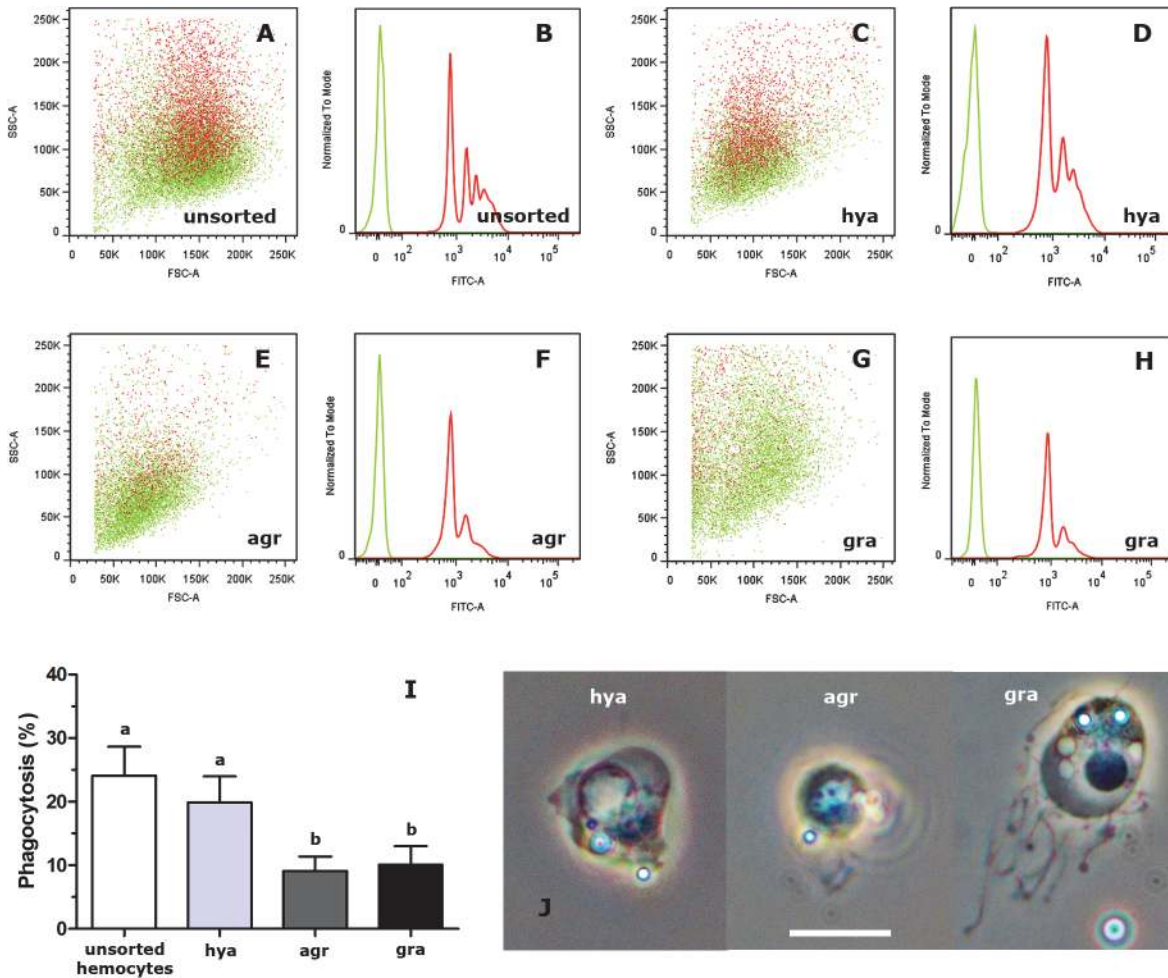 A
250K
200K
150K
100K
50K
0
SSC-A
unsorted
0 50K 100K 150K 200K 250K
FSC-A
B
Normalized To Mode
0
unsorted
0 10² 10³ 10⁴ 10⁵
FITC-A
C
250K
200K
150K
100K
50K
0
SSC-A
hya
0 50K 100K 150K 200K 250K
FSC-A
D
Normalized To Mode
0
hya
0 10² 10³ 10⁴ 10⁵
FITC-A
E
250K
200K
150K
100K
50K
0
SSC-A
agr
50K 100K 150K 200K 250K
FSC-A
F
Normalized To Mode
0
agr
0 10² 10³ 10⁴ 10⁵
FITC-A
G
250K
200K
150K
100K
50K
0
SSC-A
gra
50K 100K 150K 200K 250K
FSC-A
H
Normalized To Mode
0
gra
0 10² 10³ 10⁴ 10⁵
FITC-A
I
40
30
20
10
0
Phagocytosis (%)
a
a
b
b
unsorted hya agr gra
hemocytes
hya agr gra
J